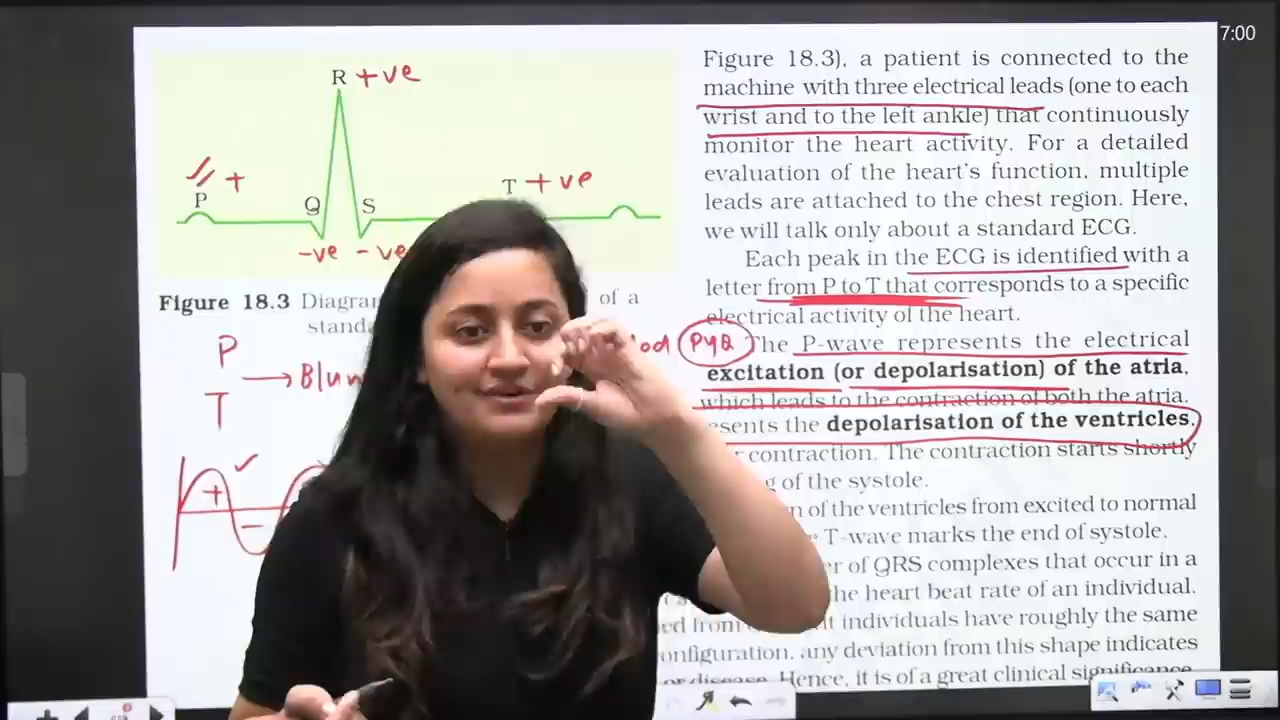 7:00
R +ve
+
P
Q
S
T +ve
-ve -ve
Figure 18.3 of a
P
T
PYQ
+
-
Figure 18.3), a patient is connected to the
machine with three electrical leads (one to each
wrist and to the left ankle) that continuously
monitor the heart activity. For a detailed
evaluation of the heart's function, multiple
leads are attached to the chest region. Here,
we will talk only about a standard ECG.
Each peak in the ECG is identified with a
letter from P to T that corresponds to a specific
electrical activity of the heart.
The P-wave represents the electrical
excitation (or depolarisation) of the atria,
which leads to the contraction of both the atria.
the depolarisation of the ventricles,
contraction. The contraction starts shortly
of the systole.
of the ventricles from excited to normal
T-wave marks the end of systole.
of QRS complexes that occur in a
heart beat rate of an individual.
individuals have roughly the same
any deviation from this shape indicates
or disease. Hence, it is of a great clinical significance